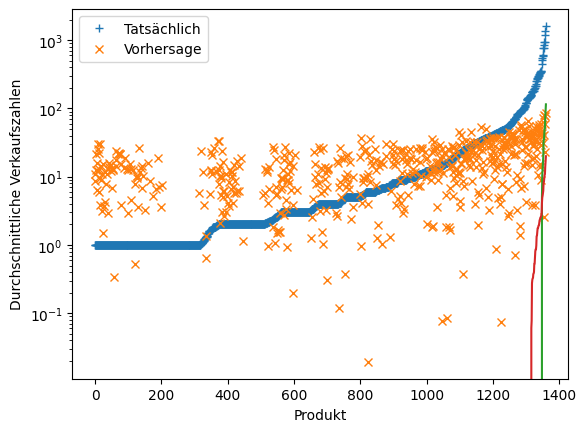 Tatsächlich
Vorhersage
Durchschnittliche Verkaufszahlen
10³
10²
10¹
10⁰
10⁻¹
0 200 400 600 800 1000 1200 1400
Produkt